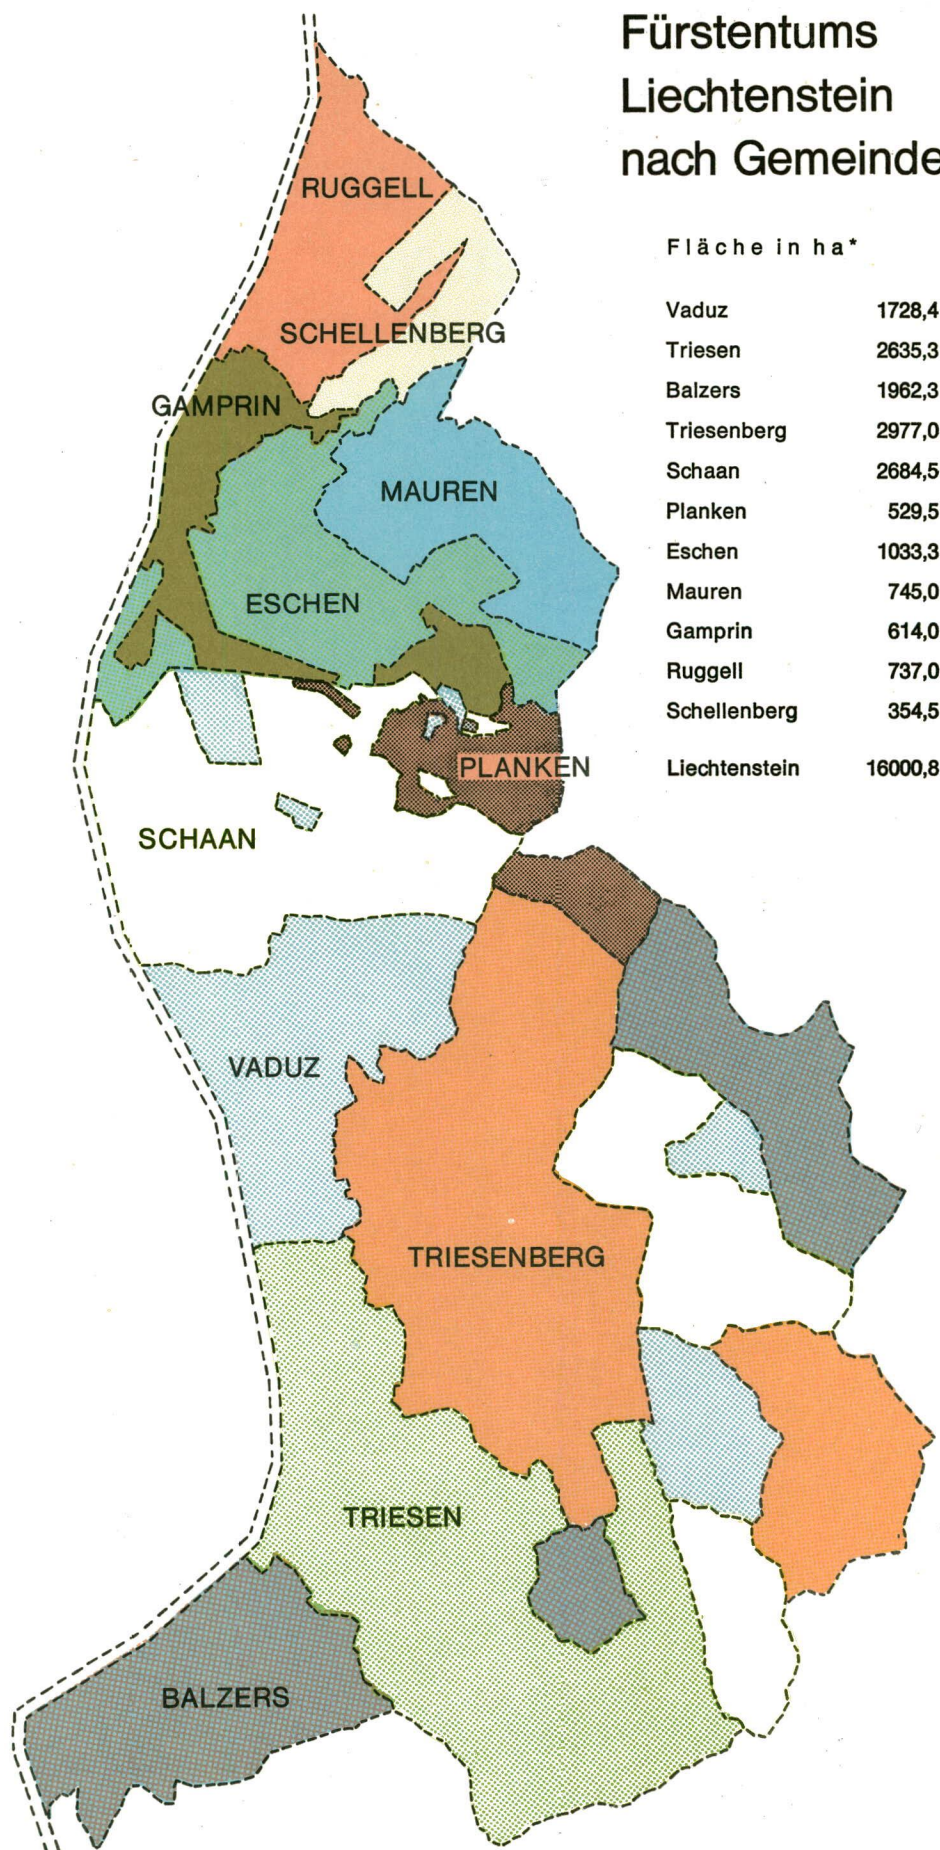 Fürstentums
Liechtenstein
nach Gemeinde
Fläche in ha*
Vaduz 1728,4
Triesen 2635,3
Balzers 1962,3
Triesenberg 2977,0
Schaan 2684,5
Planken 529,5
Eschen 1033,3
Mauren 745,0
Gamprin 614,0
Ruggell 737,0
Schellenberg 354,5
Liechtenstein 16000,8
RUGGELL
SCHELLENBERG
GAMPRIN
MAUREN
ESCHEN
PLANKEN
SCHAAN
VADUZ
TRIESENBERG
TRIESEN
BALZERS